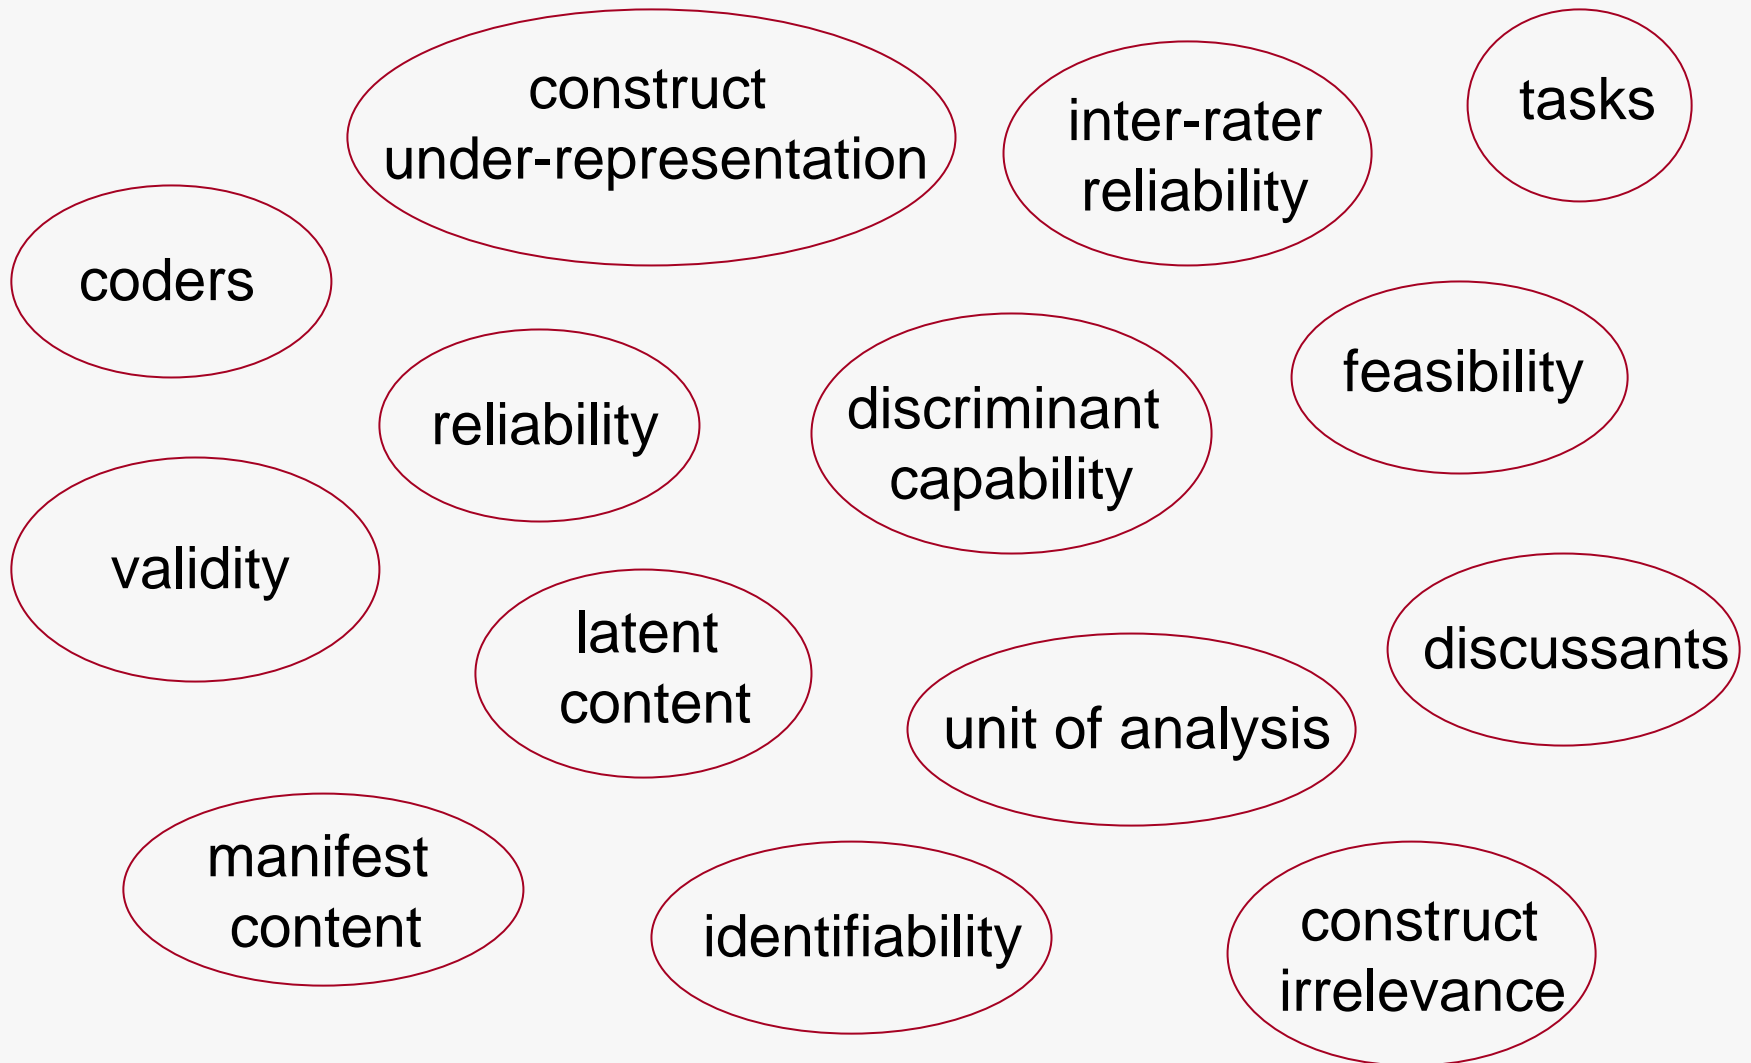 construct
under-representation
inter-rater
reliability
tasks
coders
reliability
discriminant
capability
feasibility
validity
latent
content
unit of analysis
discussants
manifest
content
identifiability
construct
irrelevance